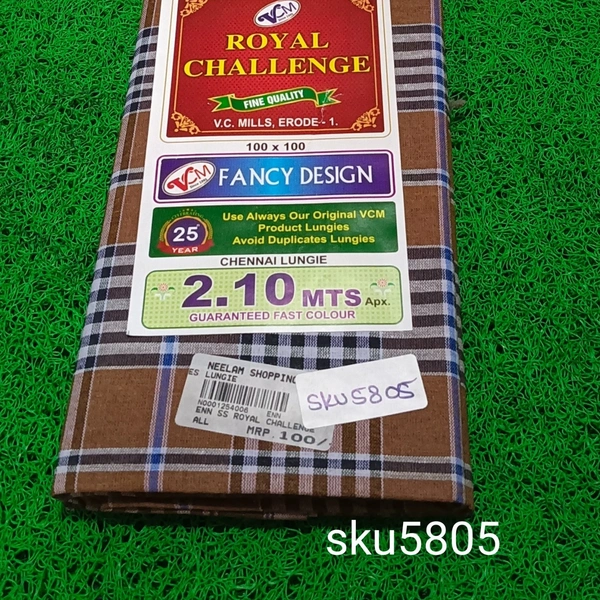 VCM
ROYAL
CHALLENGE
FINE QUALITY
V.C. MILLS, ERODE - 1.
100 x 100
VCM FANCY DESIGN
25
YEAR
Use Always Our Original VCM
Product Lungies
Avoid Duplicates Lungies
CHENNAI LUNGIE
2.10 MTS Apx.
GUARANTEED FAST COLOUR
NEELAM SHOPPING
ES LUNGIE
N0001254006 ENN
ENN SS ROYAL CHALLENGE
ALL MRP 100/
SKU5805
sku5805